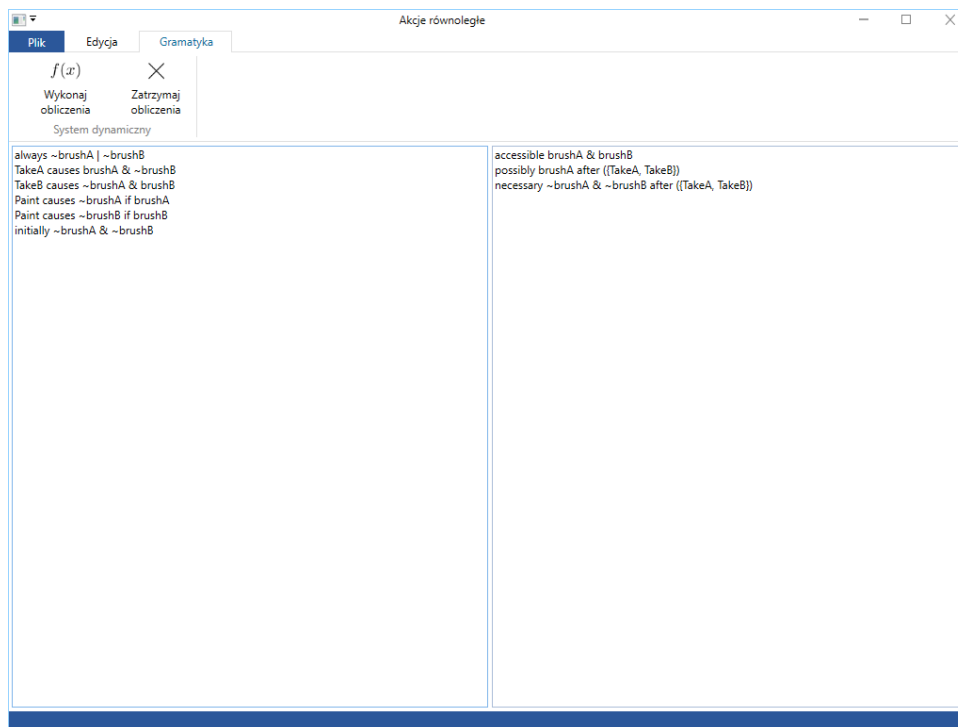 Akcje równoległe
Plik Edycja Gramatyka
f(x)
Wykonaj obliczenia
Zatrzymaj obliczenia
System dynamiczny
always ~brushA | ~brushB
TakeA causes brushA & ~brushB
TakeB causes ~brushA & brushB
Paint causes ~brushA if brushA
Paint causes ~brushB if brushB
initially ~brushA & ~brushB
accessible brushA & brushB
possibly brushA after ({TakeA, TakeB})
necessary ~brushA & ~brushB after ({TakeA, TakeB})